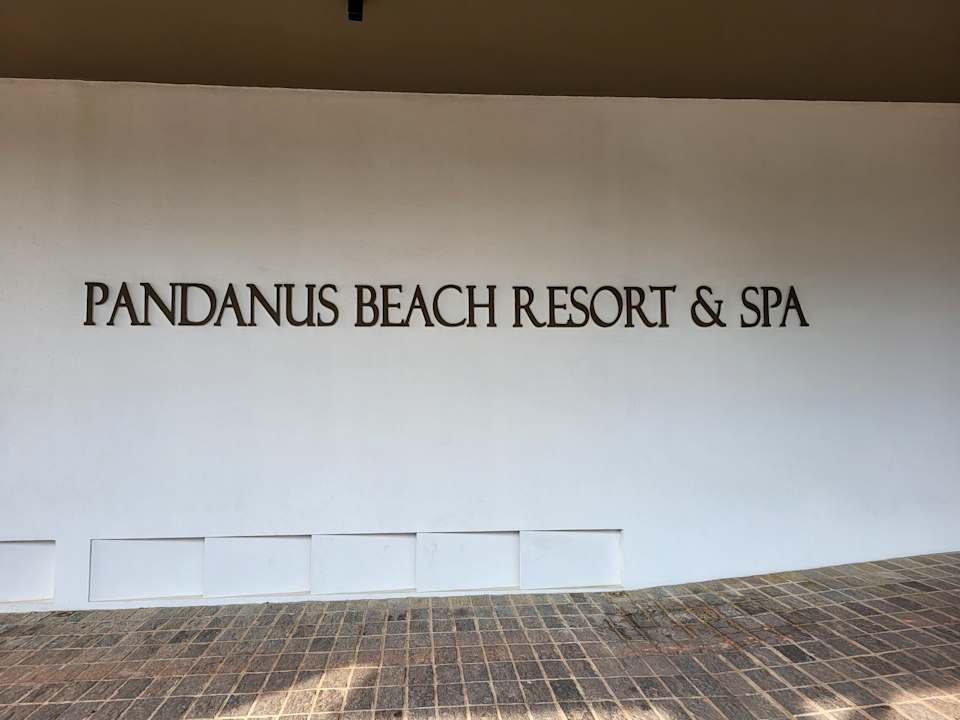 PANDANUS BEACH RESORT & SPA